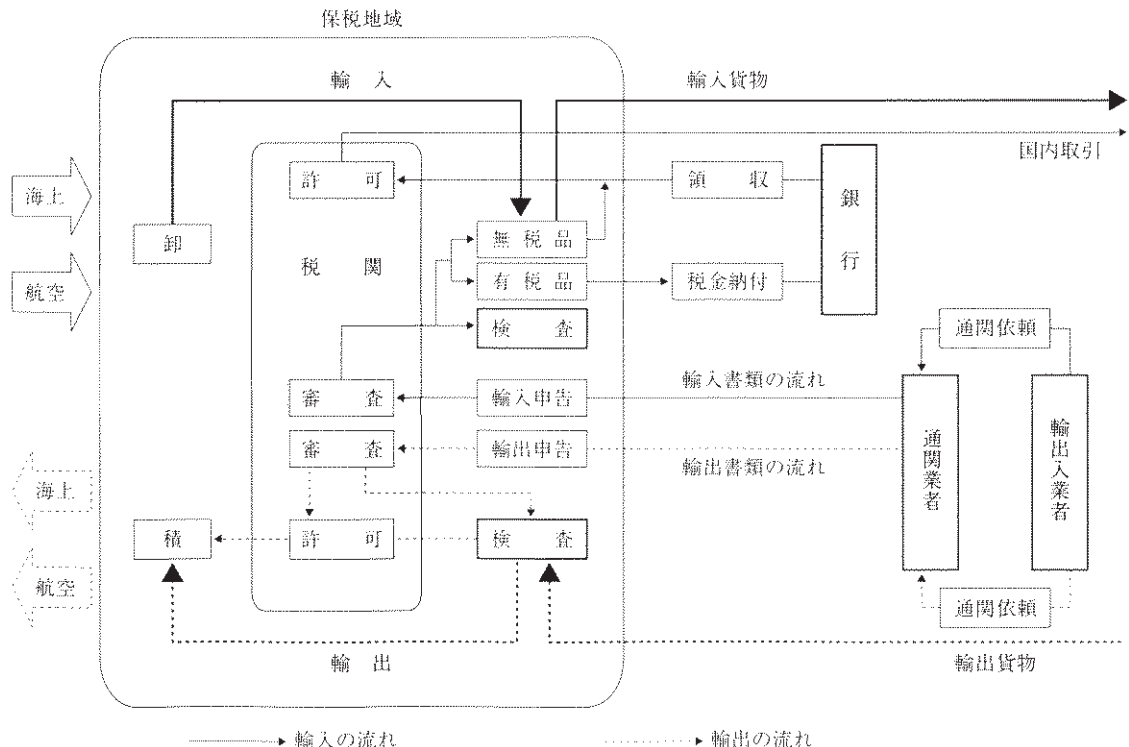 保税地域
輸 入
輸入貨物
国内取引
海上
許 可
領 収
銀行
卸
無 税 品
税 関
航空
有 税 品
税金納付
検 査
通関依頼
輸入書類の流れ
審 査
輸入申告
通関業者
輸出入業者
審 査
輸出申告
輸出書類の流れ
海上
積
許 可
検 査
航空
通関依頼
輸 出
輸出貨物
輸入の流れ
輸出の流れ